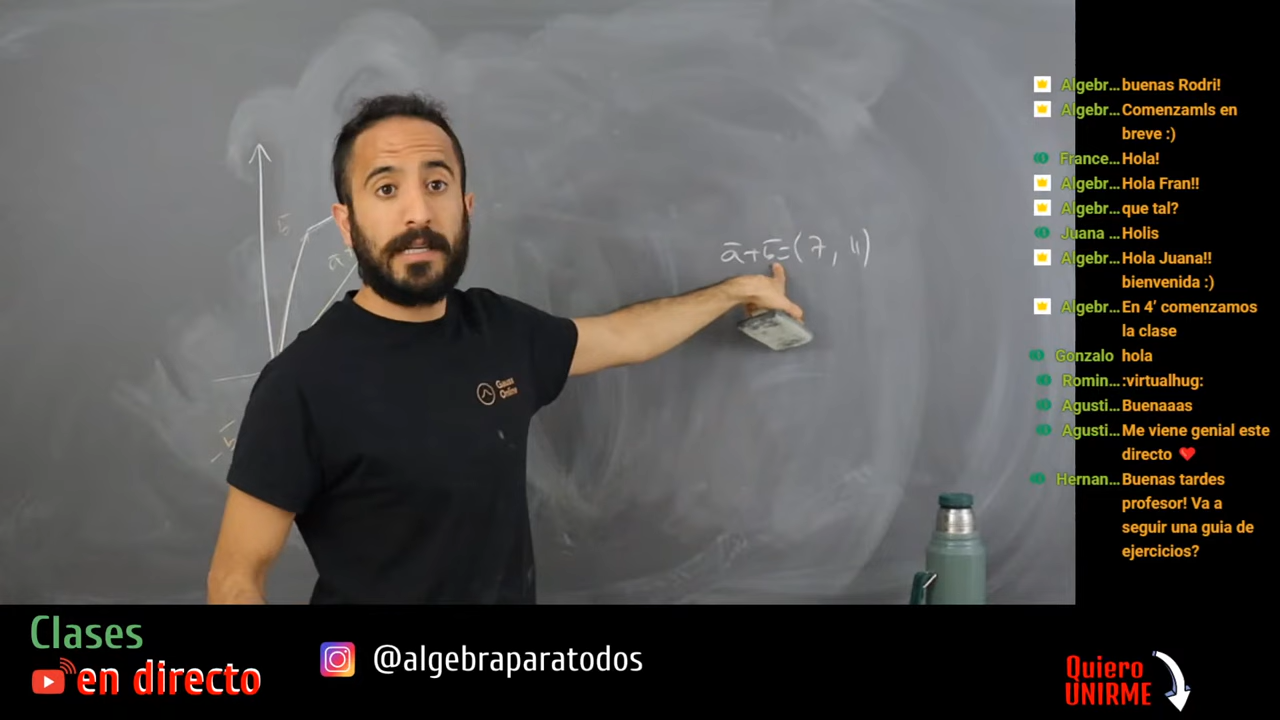 b̄
ā+b̄=(7, 11)
Gauss
Online
Algebr... buenas Rodri!
Algebr... Comenzamls en
breve :)
France... Hola!
Algebr... Hola Fran!!
Algebr... que tal?
Juana ... Holis
Algebr... Hola Juana!!
bienvenida :)
Algebr... En 4' comenzamos
la clase
Gonzalo hola
Romin... :virtualhug:
Agusti... Buenaaas
Agusti... Me viene genial este
directo ❤️
Hernan... Buenas tardes
profesor! Va a
seguir una guia de
ejercicios?
Clases
en directo
@algebraparatodos
Quiero
UNIRME